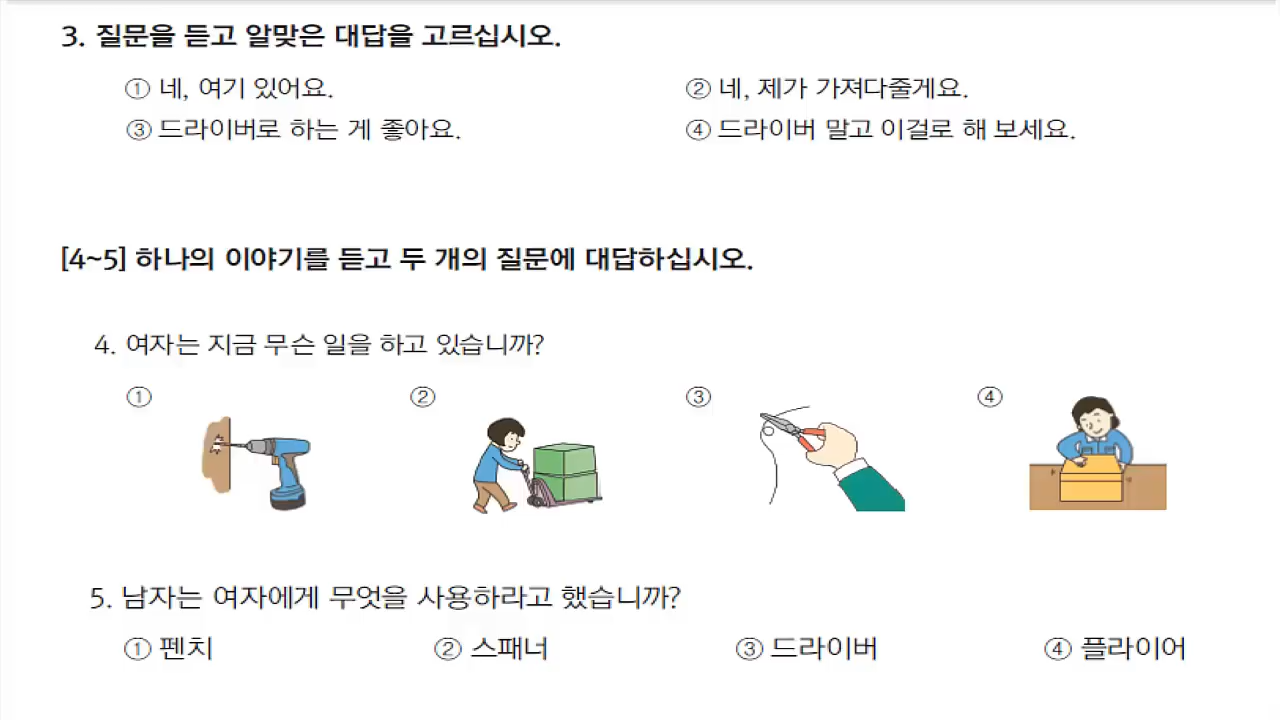 3. 질문을 듣고 알맞은 대답을 고르십시오.
① 네, 여기 있어요. ② 네, 제가 가져다줄게요.
③ 드라이버로 하는 게 좋아요. ④ 드라이버 말고 이걸로 해 보세요.
[4~5] 하나의 이야기를 듣고 두 개의 질문에 대답하십시오.
4. 여자는 지금 무슨 일을 하고 있습니까?
① ② ③ ④
5. 남자는 여자에게 무엇을 사용하라고 했습니까?
① 펜치 ② 스패너 ③ 드라이버 ④ 플라이어